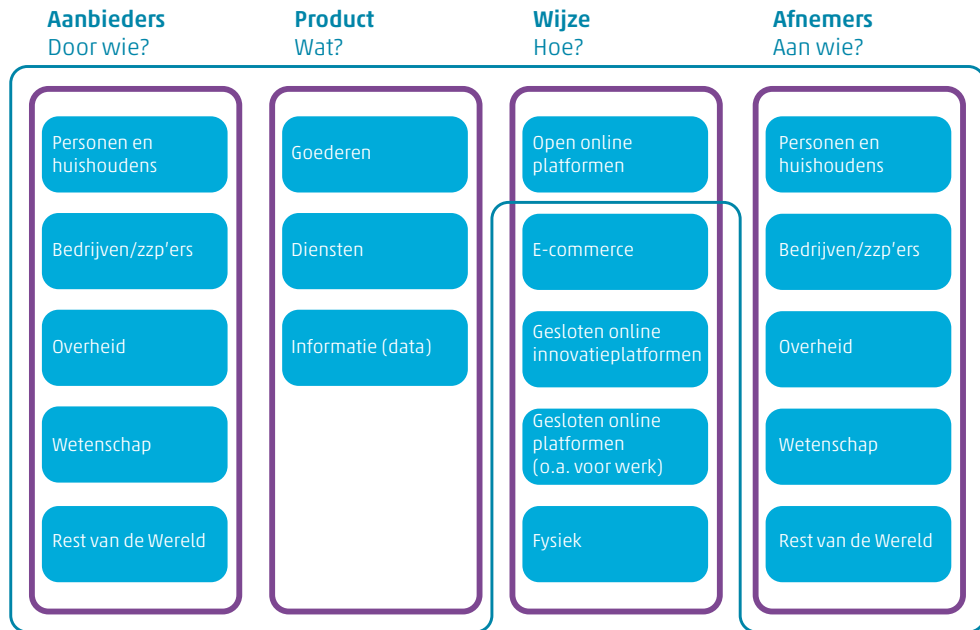 Aanbieders
Door wie?
Product
Wat?
Wijze
Hoe?
Afnemers
Aan wie?
Personen en
huishoudens
Bedrijven/zzp'ers
Overheid
Wetenschap
Rest van de Wereld
Goederen
Diensten
Informatie (data)
Open online
platformen
E-commerce
Gesloten online
innovatieplatformen
Gesloten online
platformen
(o.a. voor werk)
Fysiek
Personen en
huishoudens
Bedrijven/zzp'ers
Overheid
Wetenschap
Rest van de Wereld